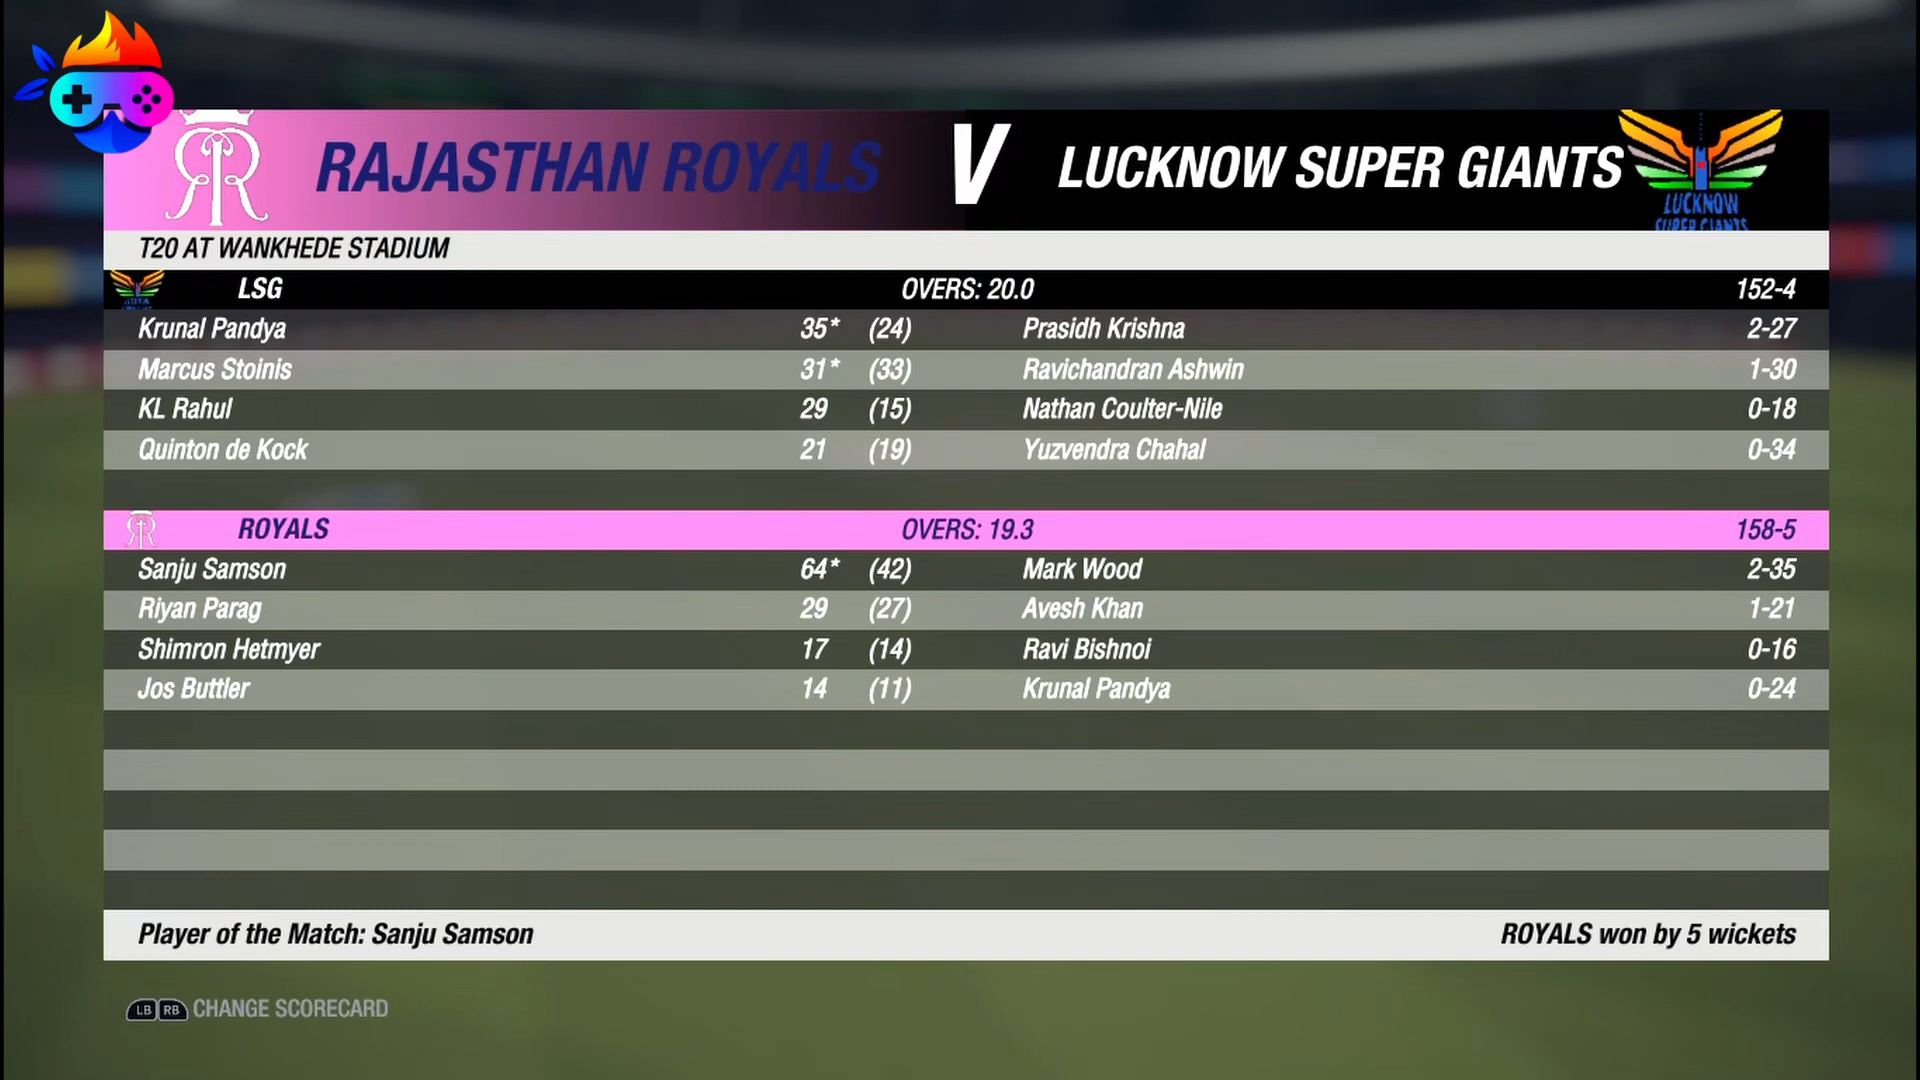 RAJASTHAN ROYALS V LUCKNOW SUPER GIANTS
LUCKNOW
SUPER GIANTS
T20 AT WANKHEDE STADIUM
LSG OVERS: 20.0 152-4
Krunal Pandya 35* (24) Prasidh Krishna 2-27
Marcus Stoinis 31* (33) Ravichandran Ashwin 1-30
KL Rahul 29 (15) Nathan Coulter-Nile 0-18
Quinton de Kock 21 (19) Yuzvendra Chahal 0-34
ROYALS OVERS: 19.3 158-5
Sanju Samson 64* (42) Mark Wood 2-35
Riyan Parag 29 (27) Avesh Khan 1-21
Shimron Hetmyer 17 (14) Ravi Bishnoi 0-16
Jos Buttler 14 (11) Krunal Pandya 0-24
Player of the Match: Sanju Samson ROYALS won by 5 wickets
LB RB CHANGE SCORECARD